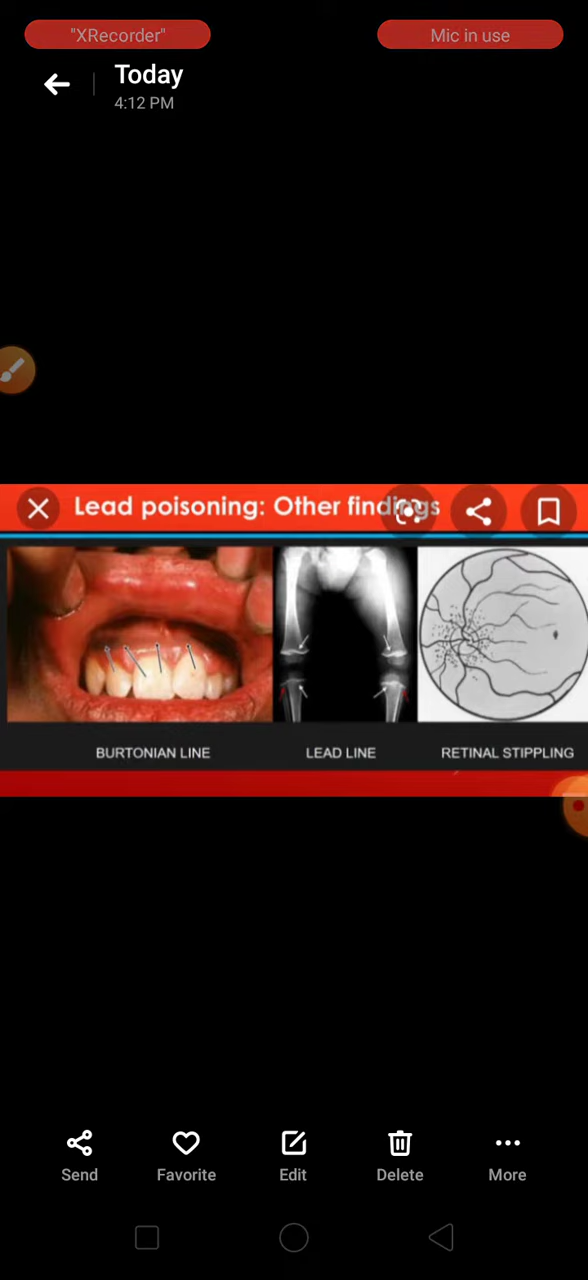 "XRecorder"
Mic in use
Today
4:12 PM
Lead poisoning: Other findings
BURTONIAN LINE
LEAD LINE
RETINAL STIPPLING
Send
Favorite
Edit
Delete
More